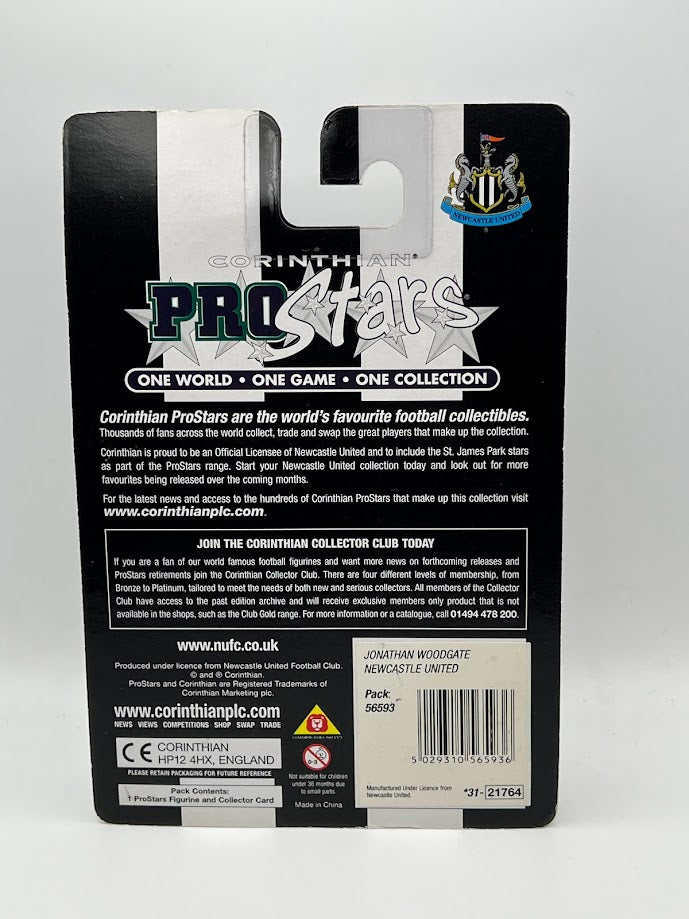 NEWCASTLE UNITED
CORINTHIAN®
PROStars®
ONE WORLD • ONE GAME • ONE COLLECTION
Corinthian ProStars are the world's favourite football collectibles.
Thousands of fans across the world collect, trade and swap the great players that make up the collection.
Corinthian is proud to be an Official Licensee of Newcastle United and to include the St. James Park stars
as part of the ProStars range. Start your Newcastle United collection today and look out for more
favourites being released over the coming months.
For the latest news and access to the hundreds of Corinthian ProStars that make up this collection visit
www.corinthianplc.com.
JOIN THE CORINTHIAN COLLECTOR CLUB TODAY
If you are a fan of our world famous football figurines and want more news on forthcoming releases and
ProStars retirements join the Corinthian Collector Club. There are four different levels of membership, from
Bronze to Platinum, tailored to meet the needs of both new and serious collectors. All members of the Collector
Club have access to the past edition archive and will receive exclusive members only product that is not
available in the shops, such as the Club Gold range. For more information or a catalogue, call 01494 478 200.
www.nufc.co.uk
Produced under licence from Newcastle United Football Club.
© and ® Corinthian.
ProStars and Corinthian are Registered Trademarks of
Corinthian Marketing plc.
www.corinthianplc.com
NEWS VIEWS COMPETITIONS SHOP SWAP TRADE
CE CORINTHIAN
HP12 4HX, ENGLAND
PLEASE RETAIN PACKAGING FOR FUTURE REFERENCE
Pack Contents:
1 ProStars Figurine and Collector Card
0-3
Not suitable for children
under 36 months due
to small parts.
Made in China
JONATHAN WOODGATE
NEWCASTLE UNITED
Pack:
56593
5 029310 565936
Manufactured Under Licence from
Newcastle United.
*31- 21764